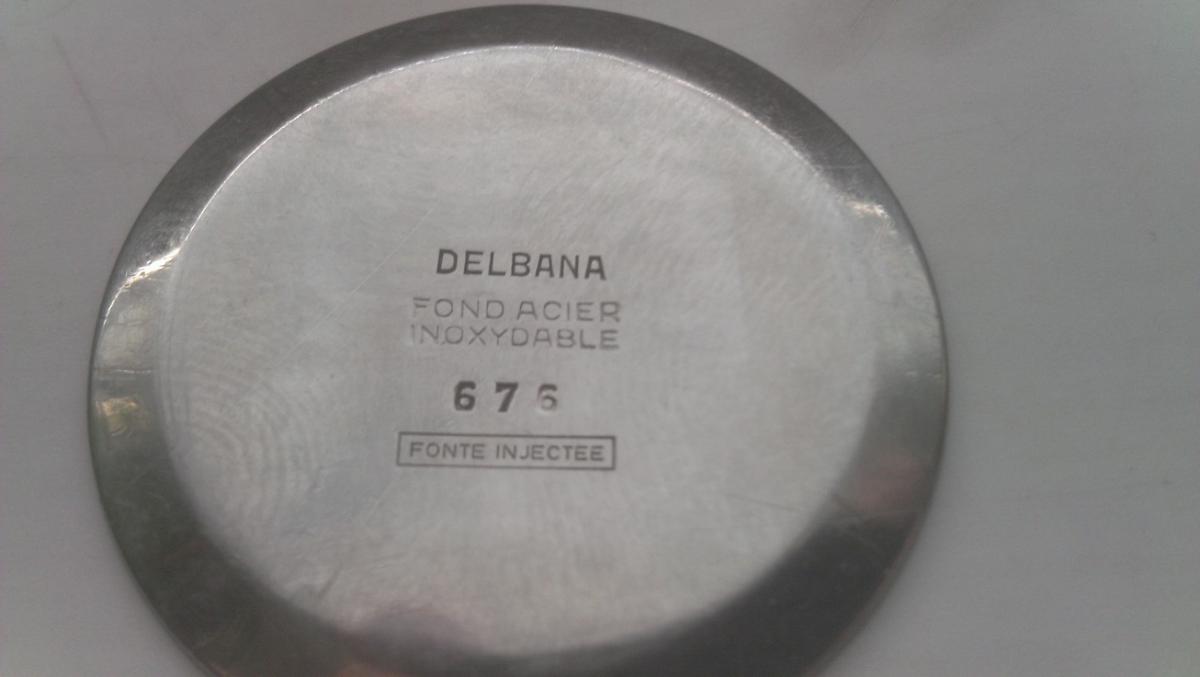 DELBANA
FOND ACIER
INOXYDABLE
676
FONTE INJECTEE